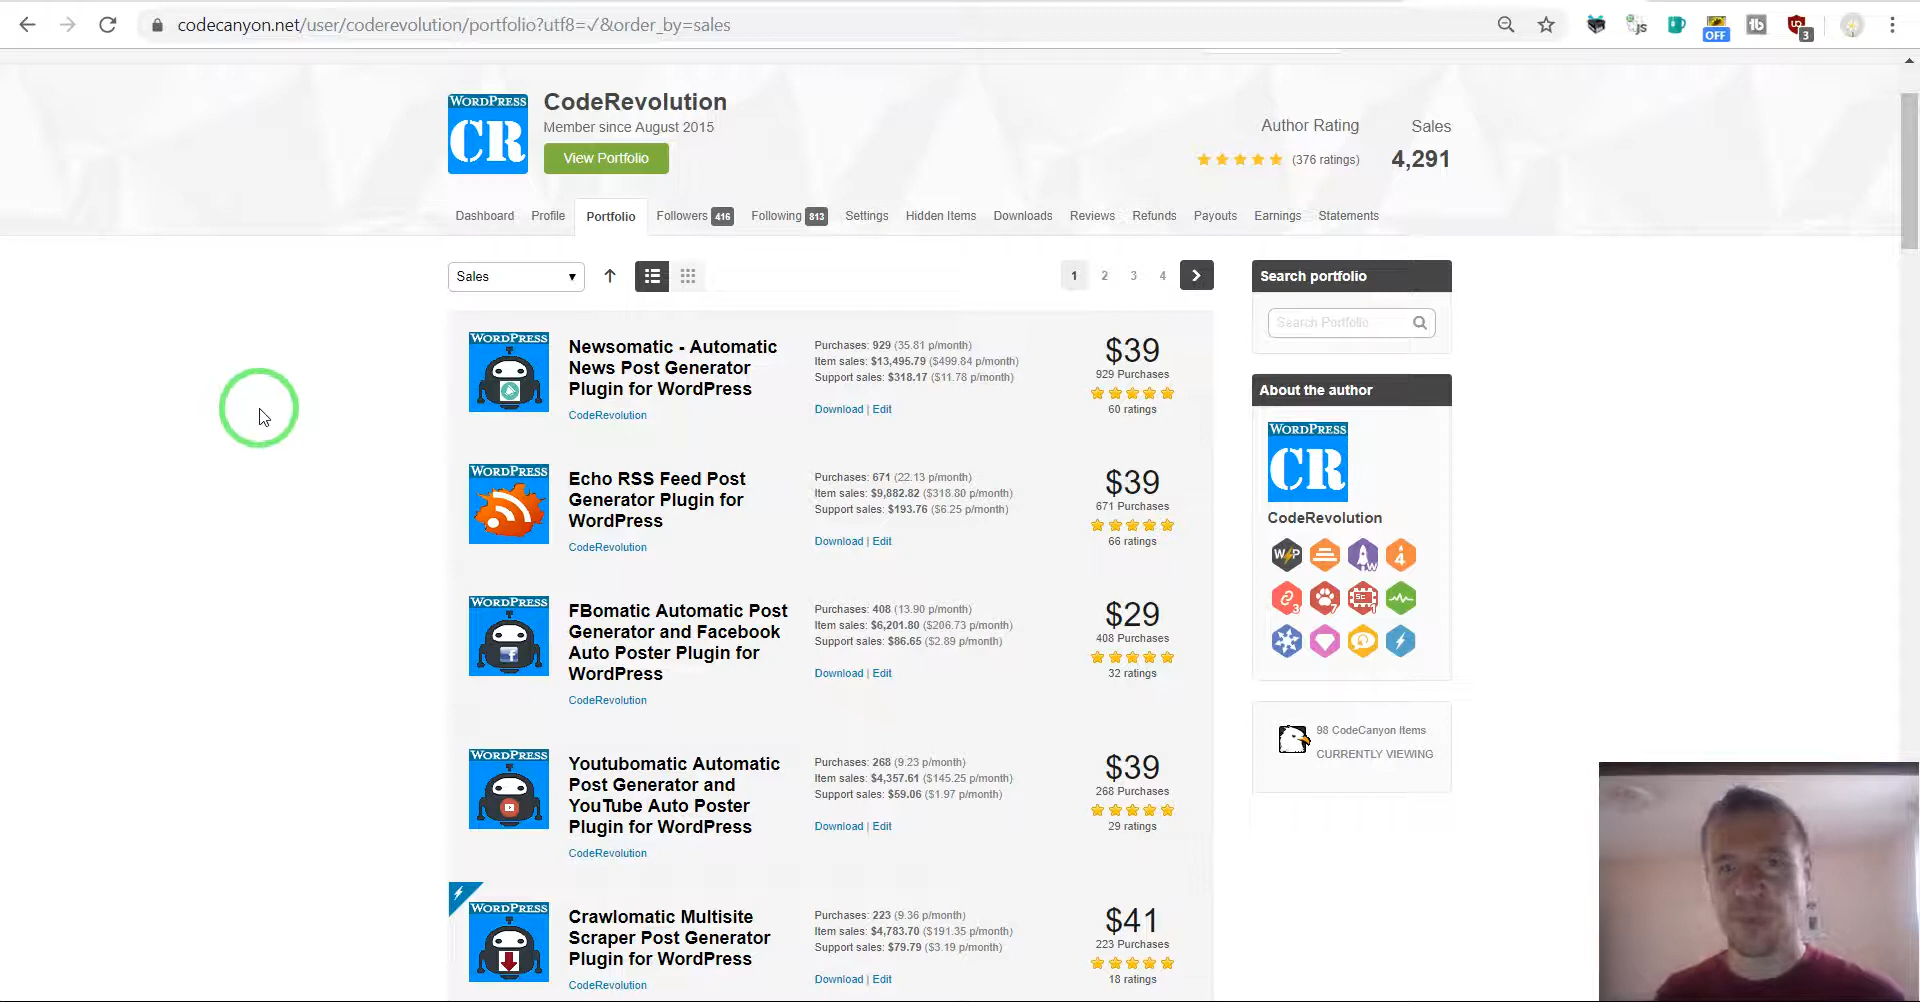 codecanyon.net/user/coderevolution/portfolio?utf8=✓&order_by=sales
JS
OFF
tb
3
WORDPRESS
CR
CodeRevolution
Member since August 2015
View Portfolio
Author Rating
(376 ratings)
Sales
4,291
Dashboard
Profile
Portfolio
Followers 416
Following 813
Settings
Hidden Items
Downloads
Reviews
Refunds
Payouts
Earnings
Statements
Sales
1 2 3 4
WORDPRESS
Newsomatic - Automatic
News Post Generator
Plugin for WordPress
CodeRevolution
Purchases: 929 (35.81 p/month)
Item sales: $13,495.79 ($499.84 p/month)
Support sales: $318.17 ($11.78 p/month)
Download | Edit
$39
929 Purchases
60 ratings
WORDPRESS
Echo RSS Feed Post
Generator Plugin for
WordPress
CodeRevolution
Purchases: 671 (22.13 p/month)
Item sales: $9,882.82 ($318.80 p/month)
Support sales: $193.76 ($6.25 p/month)
Download | Edit
$39
671 Purchases
66 ratings
WORDPRESS
f
FBomatic Automatic Post
Generator and Facebook
Auto Poster Plugin for
WordPress
CodeRevolution
Purchases: 408 (13.90 p/month)
Item sales: $6,201.80 ($206.73 p/month)
Support sales: $86.65 ($2.89 p/month)
Download | Edit
$29
408 Purchases
32 ratings
WORDPRESS
Youtubomatic Automatic
Post Generator and
YouTube Auto Poster
Plugin for WordPress
CodeRevolution
Purchases: 268 (9.23 p/month)
Item sales: $4,357.61 ($145.25 p/month)
Support sales: $59.06 ($1.97 p/month)
Download | Edit
$39
268 Purchases
29 ratings
WORDPRESS
Crawlomatic Multisite
Scraper Post Generator
Plugin for WordPress
CodeRevolution
Purchases: 223 (9.36 p/month)
Item sales: $4,783.70 ($191.35 p/month)
Support sales: $79.79 ($3.19 p/month)
Download | Edit
$41
223 Purchases
18 ratings
Search portfolio
Search Portfolio
About the author
WORDPRESS
CR
CodeRevolution
4
3
7
Sc
1
98 CodeCanyon Items
CURRENTLY VIEWING